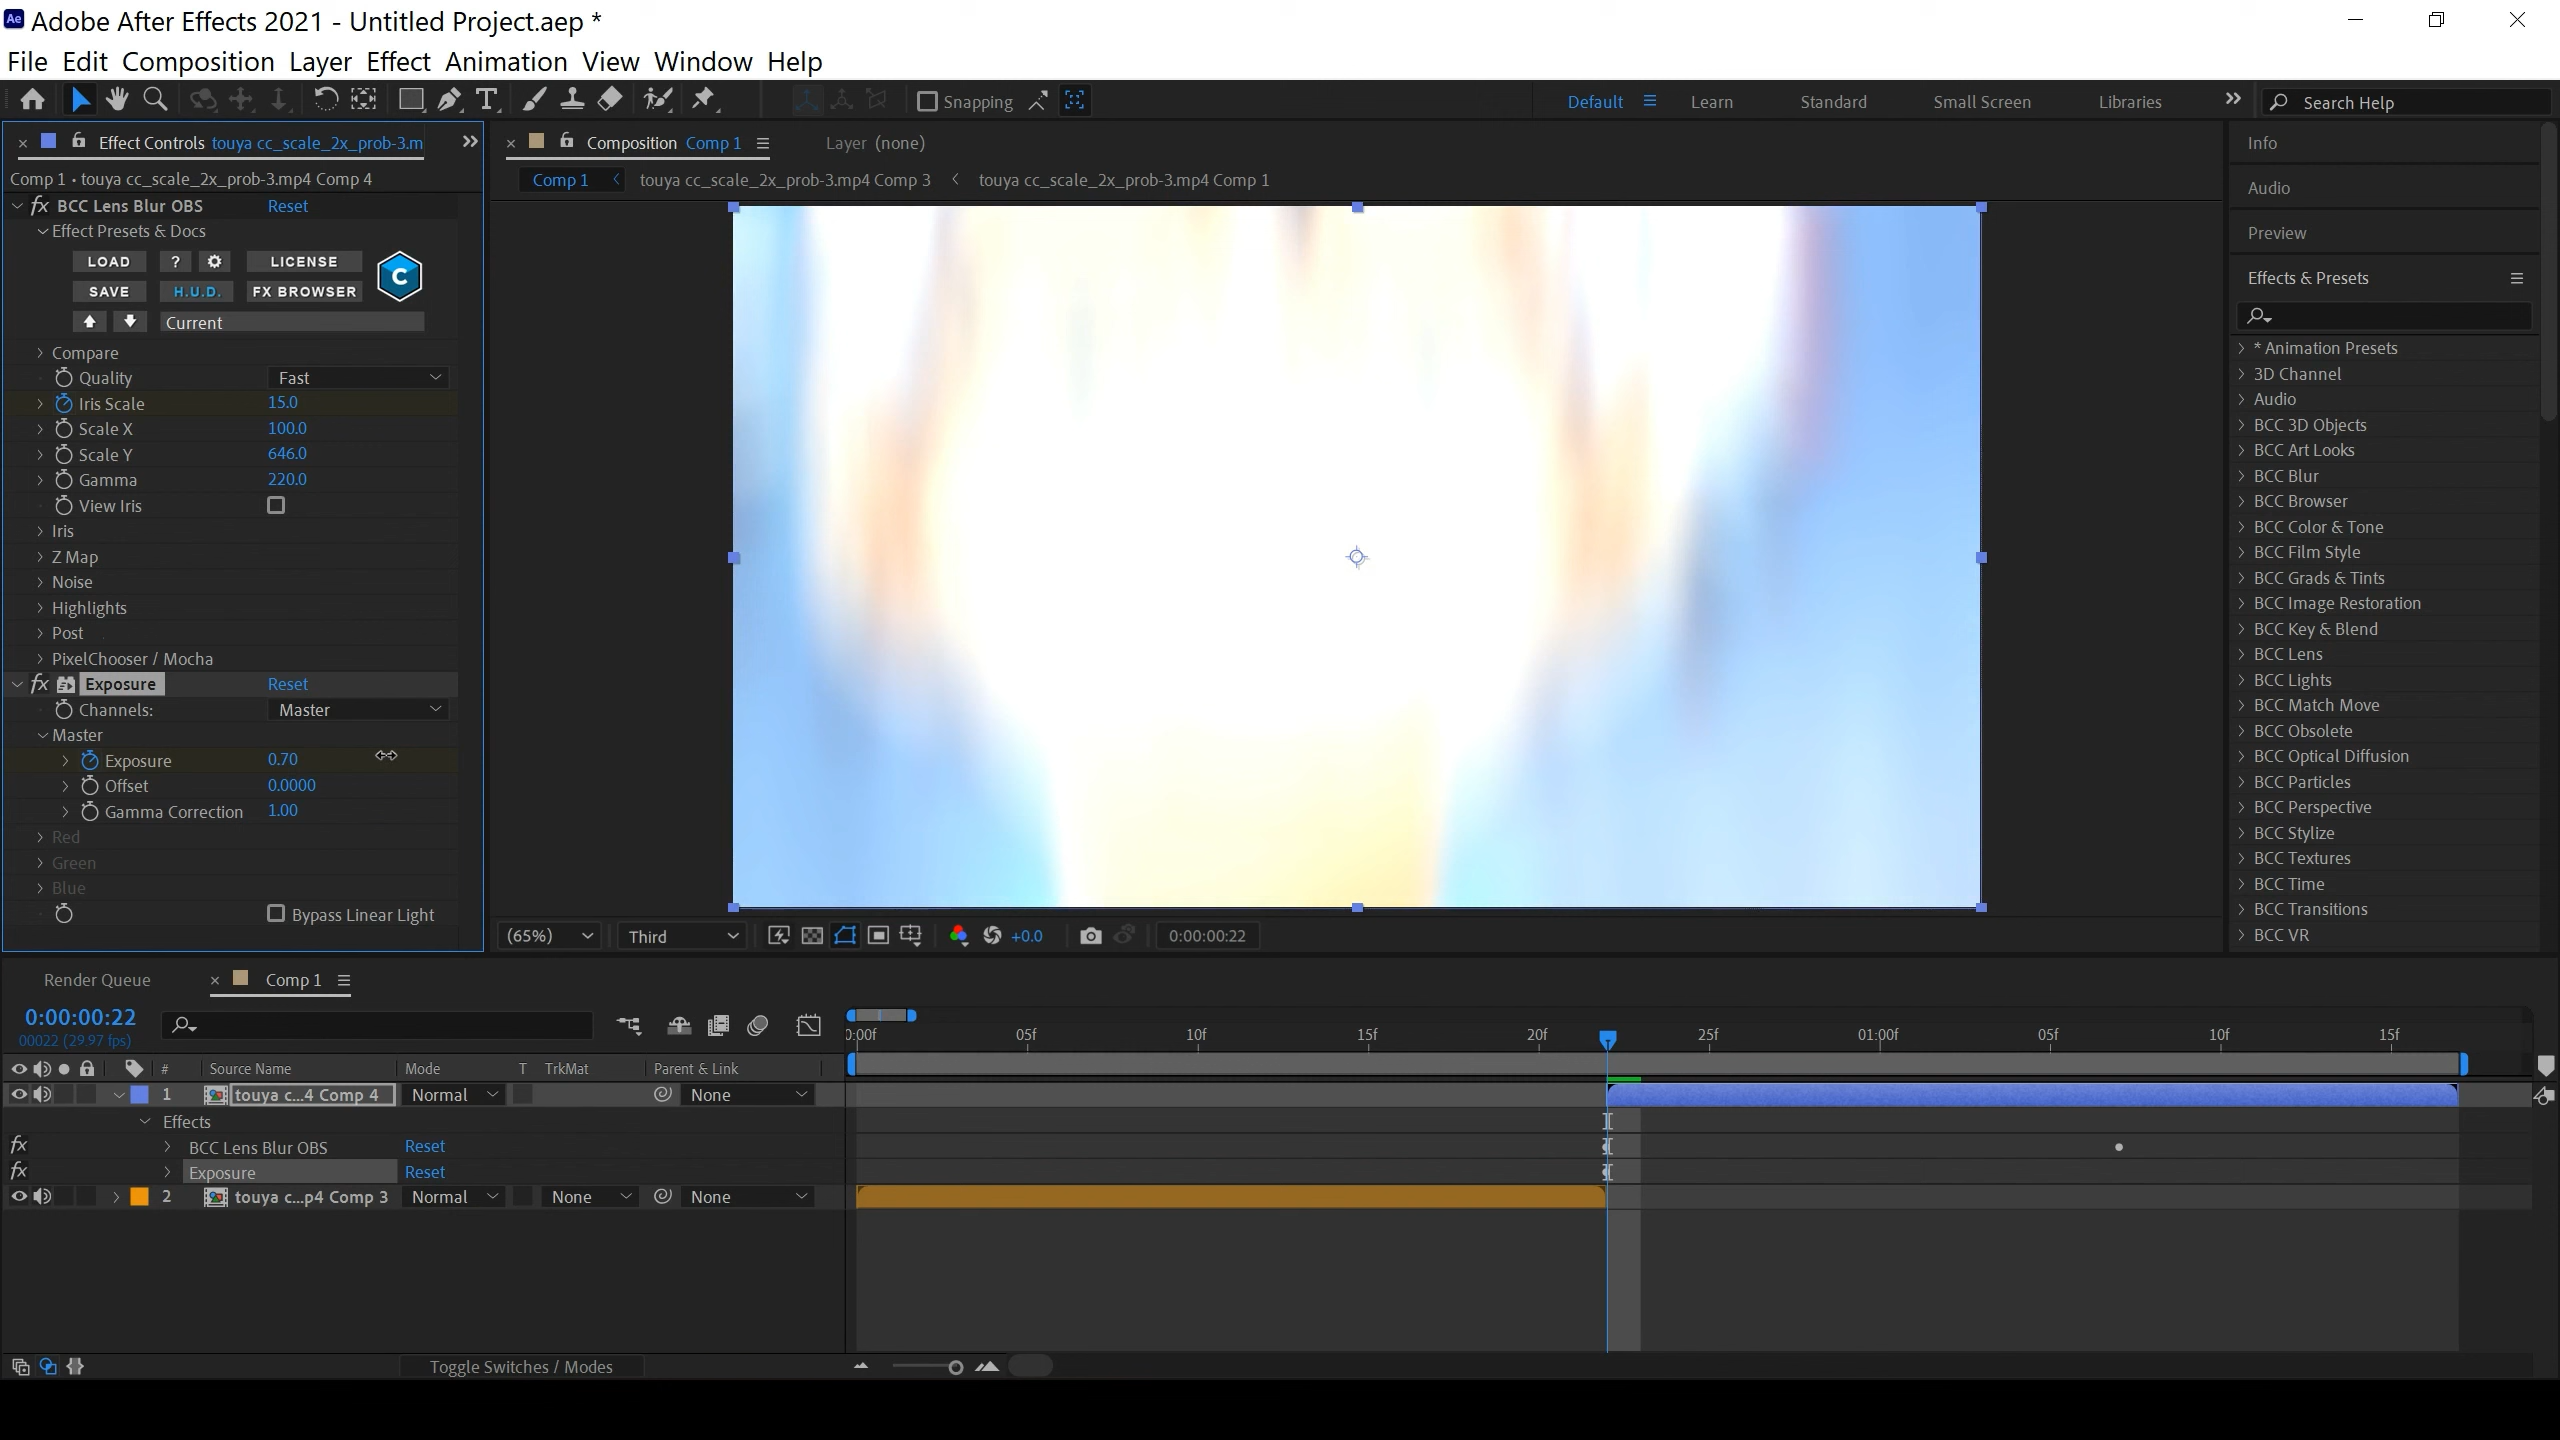 Ae Adobe After Effects 2021 - Untitled Project.aep *
File Edit Composition Layer Effect Animation View Window Help
Snapping
Default Learn Standard Small Screen Libraries Search Help
Effect Controls touya cc_scale_2x_prob-3.m
Comp 1 • touya cc_scale_2x_prob-3.mp4 Comp 4
fx BCC Lens Blur OBS Reset
Effect Presets & Docs
LOAD ? LICENSE
SAVE H.U.D. FX BROWSER
C
Current
Compare
Quality Fast
Iris Scale 15.0
Scale X 100.0
Scale Y 646.0
Gamma 220.0
View Iris
Iris
Z Map
Noise
Highlights
Post
PixelChooser / Mocha
fx Exposure Reset
Channels: Master
Master
Exposure 0.70
Offset 0.0000
Gamma Correction 1.00
Red
Green
Blue
Bypass Linear Light
Composition Comp 1 Layer (none)
Comp 1 < touya cc_scale_2x_prob-3.mp4 Comp 3 < touya cc_scale_2x_prob-3.mp4 Comp 1
(65%) Third +0.0 0:00:00:22
Info
Audio
Preview
Effects & Presets
* Animation Presets
3D Channel
Audio
BCC 3D Objects
BCC Art Looks
BCC Blur
BCC Browser
BCC Color & Tone
BCC Film Style
BCC Grads & Tints
BCC Image Restoration
BCC Key & Blend
BCC Lens
BCC Lights
BCC Match Move
BCC Obsolete
BCC Optical Diffusion
BCC Particles
BCC Perspective
BCC Stylize
BCC Textures
BCC Time
BCC Transitions
BCC VR
Render Queue Comp 1
0:00:00:22
00022 (29.97 fps)
0:00f 05f 10f 15f 20f 25f 01:00f 05f 10f 15f
# Source Name Mode T TrkMat Parent & Link
1 touya c...4 Comp 4 Normal None
Effects
fx BCC Lens Blur OBS Reset
fx Exposure Reset
2 touya c...p4 Comp 3 Normal None None
Toggle Switches / Modes